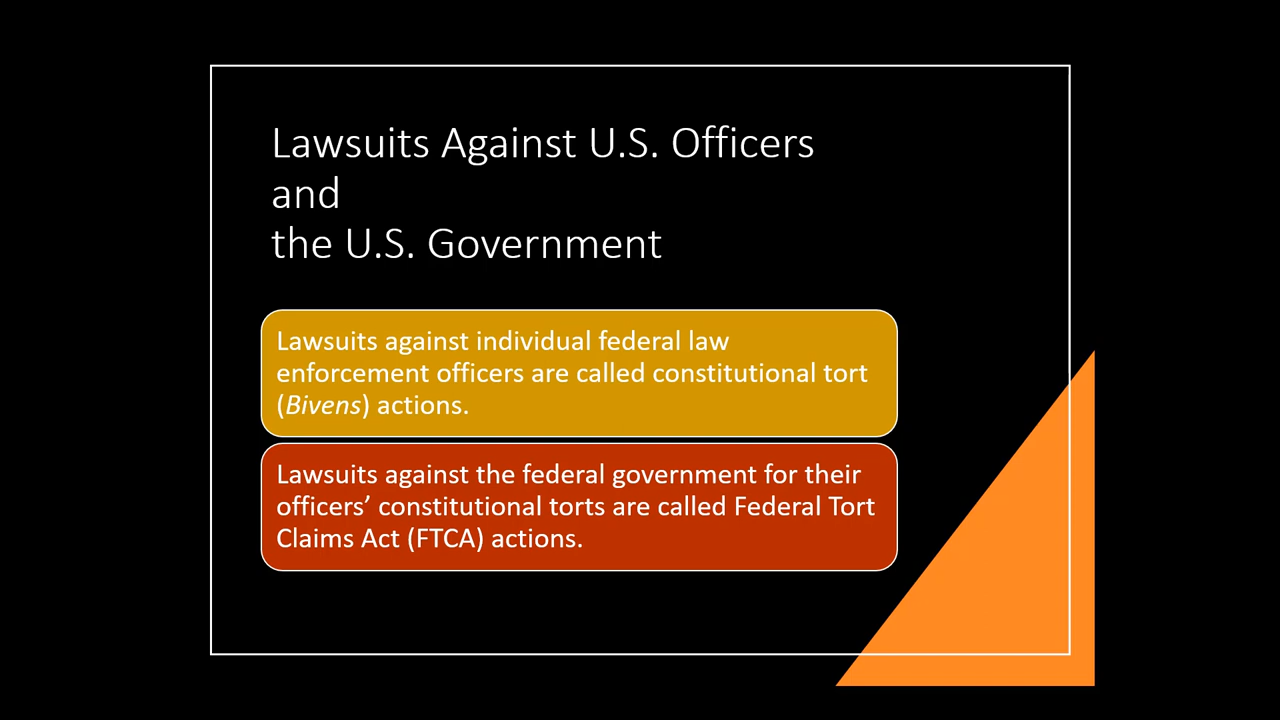 Lawsuits Against U.S. Officers
and
the U.S. Government
Lawsuits against individual federal law
enforcement officers are called constitutional tort
(Bivens) actions.
Lawsuits against the federal government for their
officers’ constitutional torts are called Federal Tort
Claims Act (FTCA) actions.